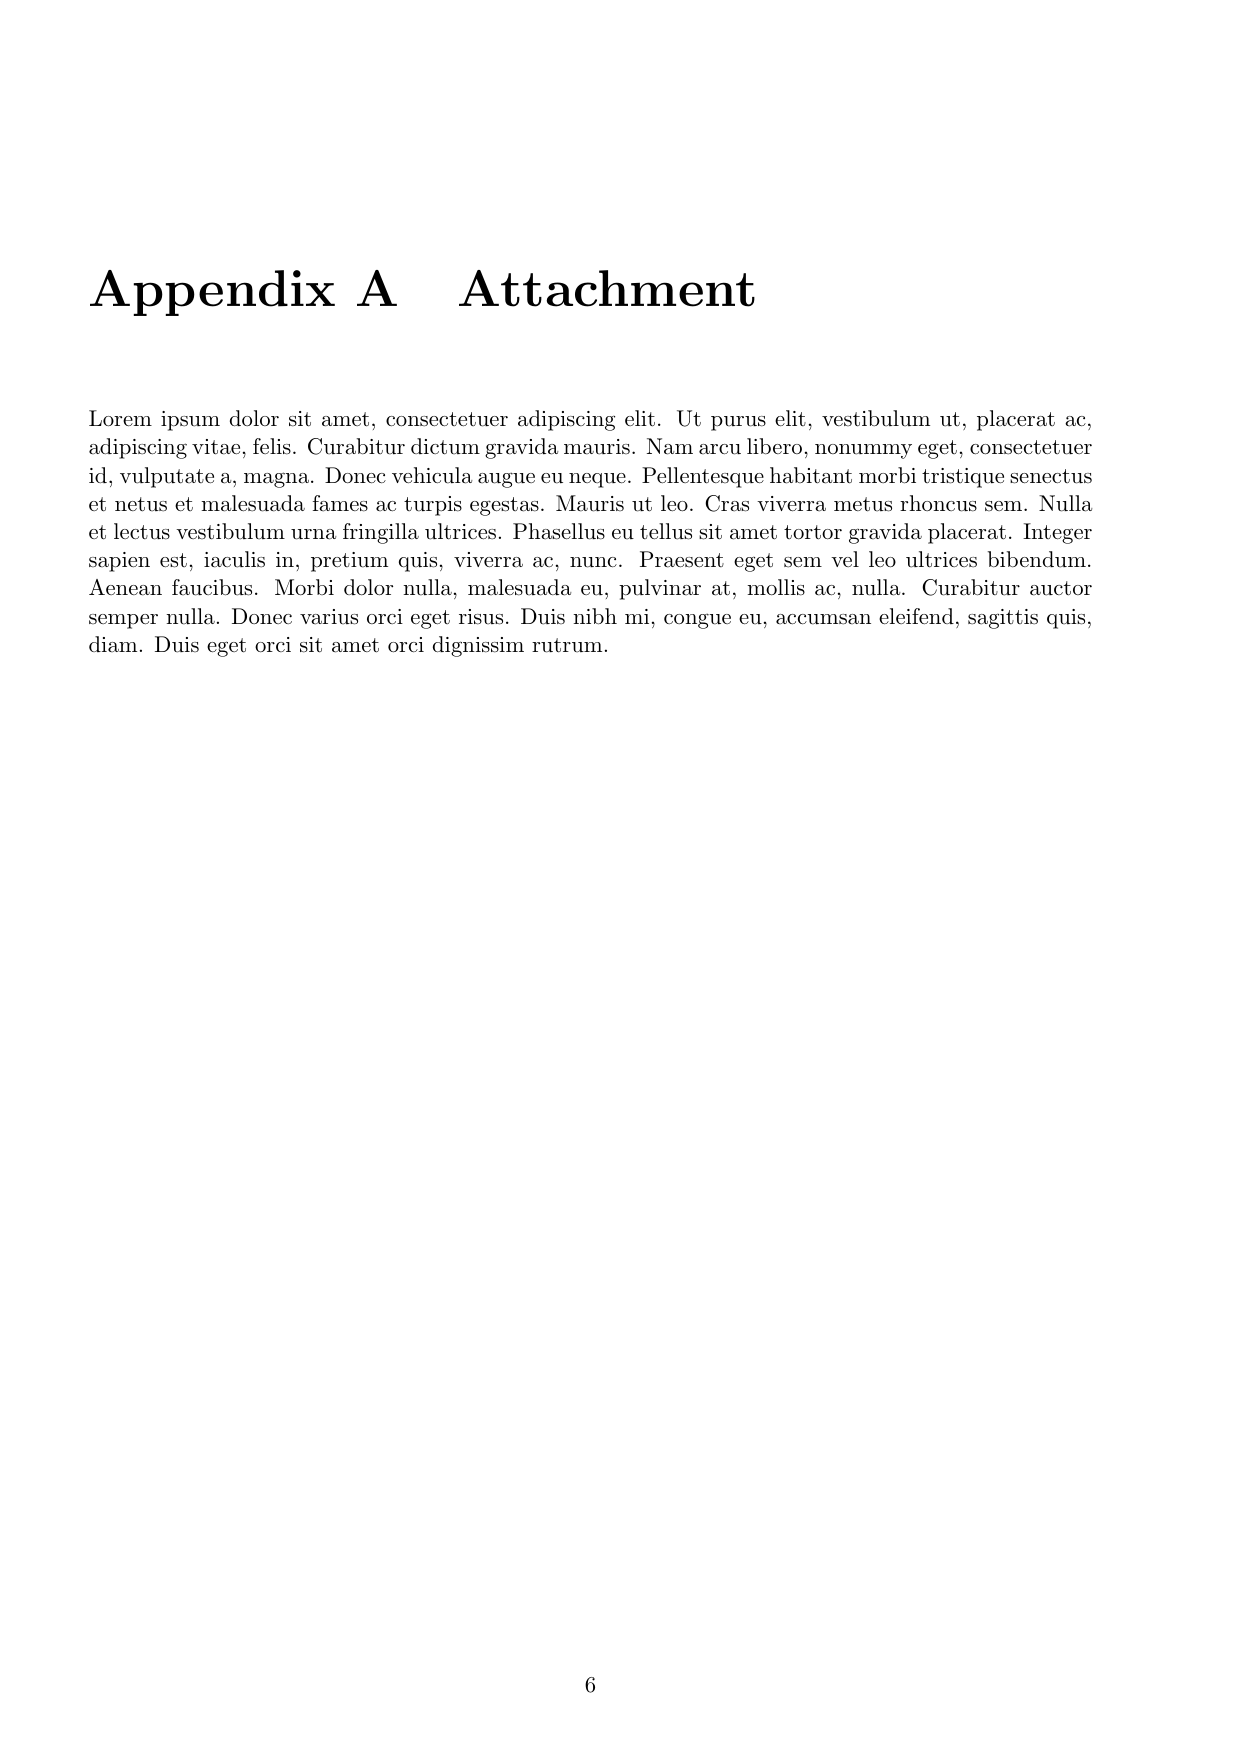 Appendix A Attachment
Lorem ipsum dolor sit amet, consectetuer adipiscing elit. Ut purus elit, vestibulum ut, placerat ac,
adipiscing vitae, felis. Curabitur dictum gravida mauris. Nam arcu libero, nonummy eget, consectetuer
id, vulputate a, magna. Donec vehicula augue eu neque. Pellentesque habitant morbi tristique senectus
et netus et malesuada fames ac turpis egestas. Mauris ut leo. Cras viverra metus rhoncus sem. Nulla
et lectus vestibulum urna fringilla ultrices. Phasellus eu tellus sit amet tortor gravida placerat. Integer
sapien est, iaculis in, pretium quis, viverra ac, nunc. Praesent eget sem vel leo ultrices bibendum.
Aenean faucibus. Morbi dolor nulla, malesuada eu, pulvinar at, mollis ac, nulla. Curabitur auctor
semper nulla. Donec varius orci eget risus. Duis nibh mi, congue eu, accumsan eleifend, sagittis quis,
diam. Duis eget orci sit amet orci dignissim rutrum.
6